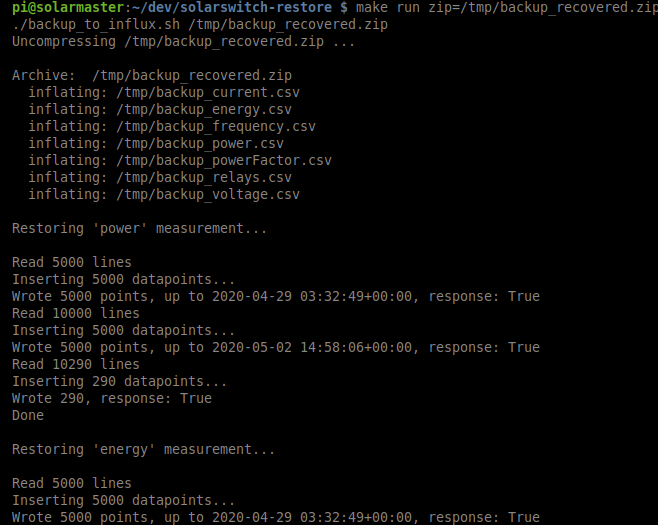 pi@solarmaster:~/dev/solarswitch-restore $ make run zip=/tmp/backup_recovered.zip
./backup_to_influx.sh /tmp/backup_recovered.zip
Uncompressing /tmp/backup_recovered.zip ...
Archive:  /tmp/backup_recovered.zip
  inflating: /tmp/backup_current.csv
  inflating: /tmp/backup_energy.csv
  inflating: /tmp/backup_frequency.csv
  inflating: /tmp/backup_power.csv
  inflating: /tmp/backup_powerFactor.csv
  inflating: /tmp/backup_relays.csv
  inflating: /tmp/backup_voltage.csv
Restoring 'power' measurement...
Read 5000 lines
Inserting 5000 datapoints...
Wrote 5000 points, up to 2020-04-29 03:32:49+00:00, response: True
Read 10000 lines
Inserting 5000 datapoints...
Wrote 5000 points, up to 2020-05-02 14:58:06+00:00, response: True
Read 10290 lines
Inserting 290 datapoints...
Wrote 290, response: True
Done
Restoring 'energy' measurement...
Read 5000 lines
Inserting 5000 datapoints...
Wrote 5000 points, up to 2020-04-29 03:32:49+00:00, response: True